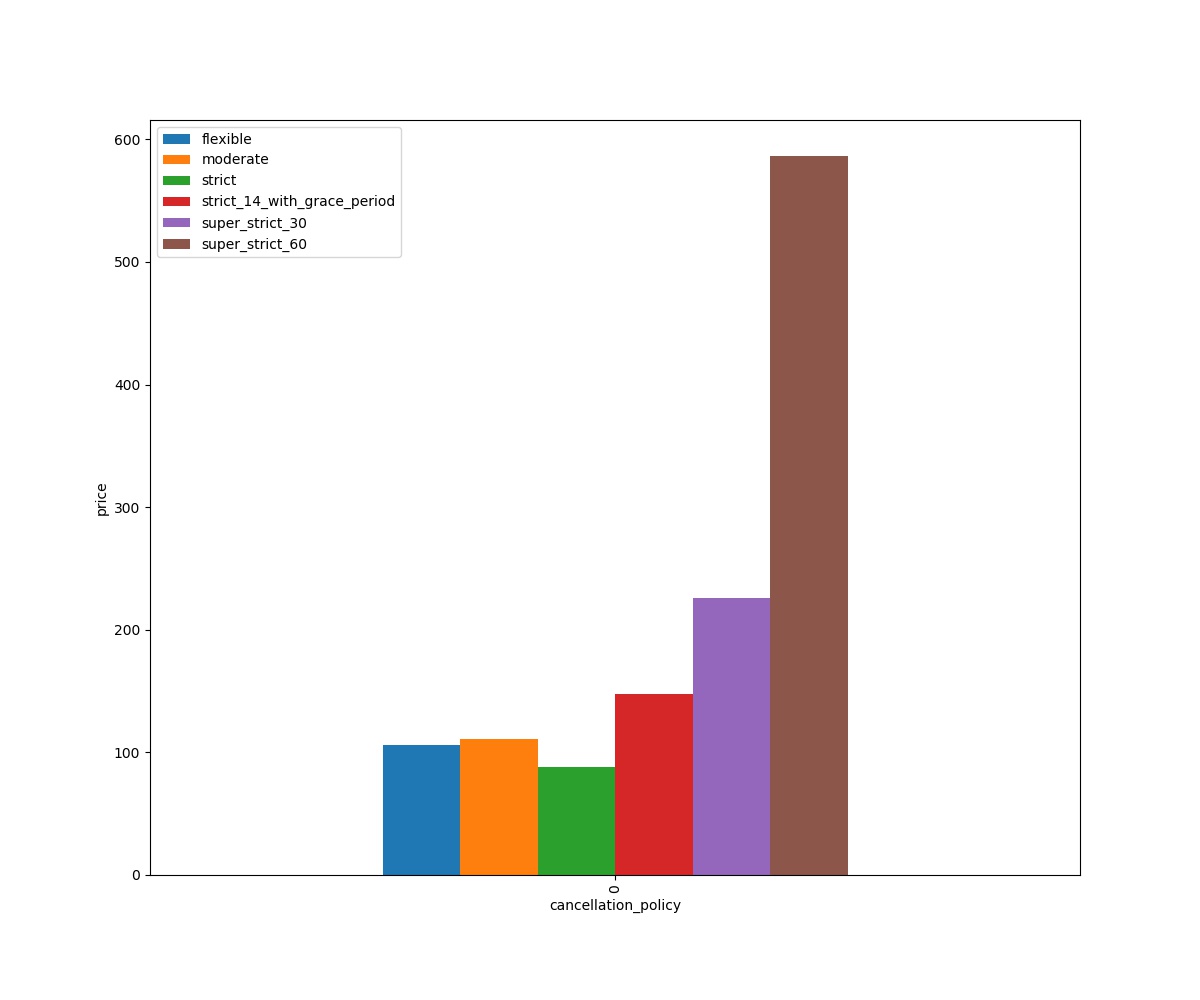 600
500
400
300
200
100
0
price
flexible
moderate
strict
strict_14_with_grace_period
super_strict_30
super_strict_60
0
cancellation_policy